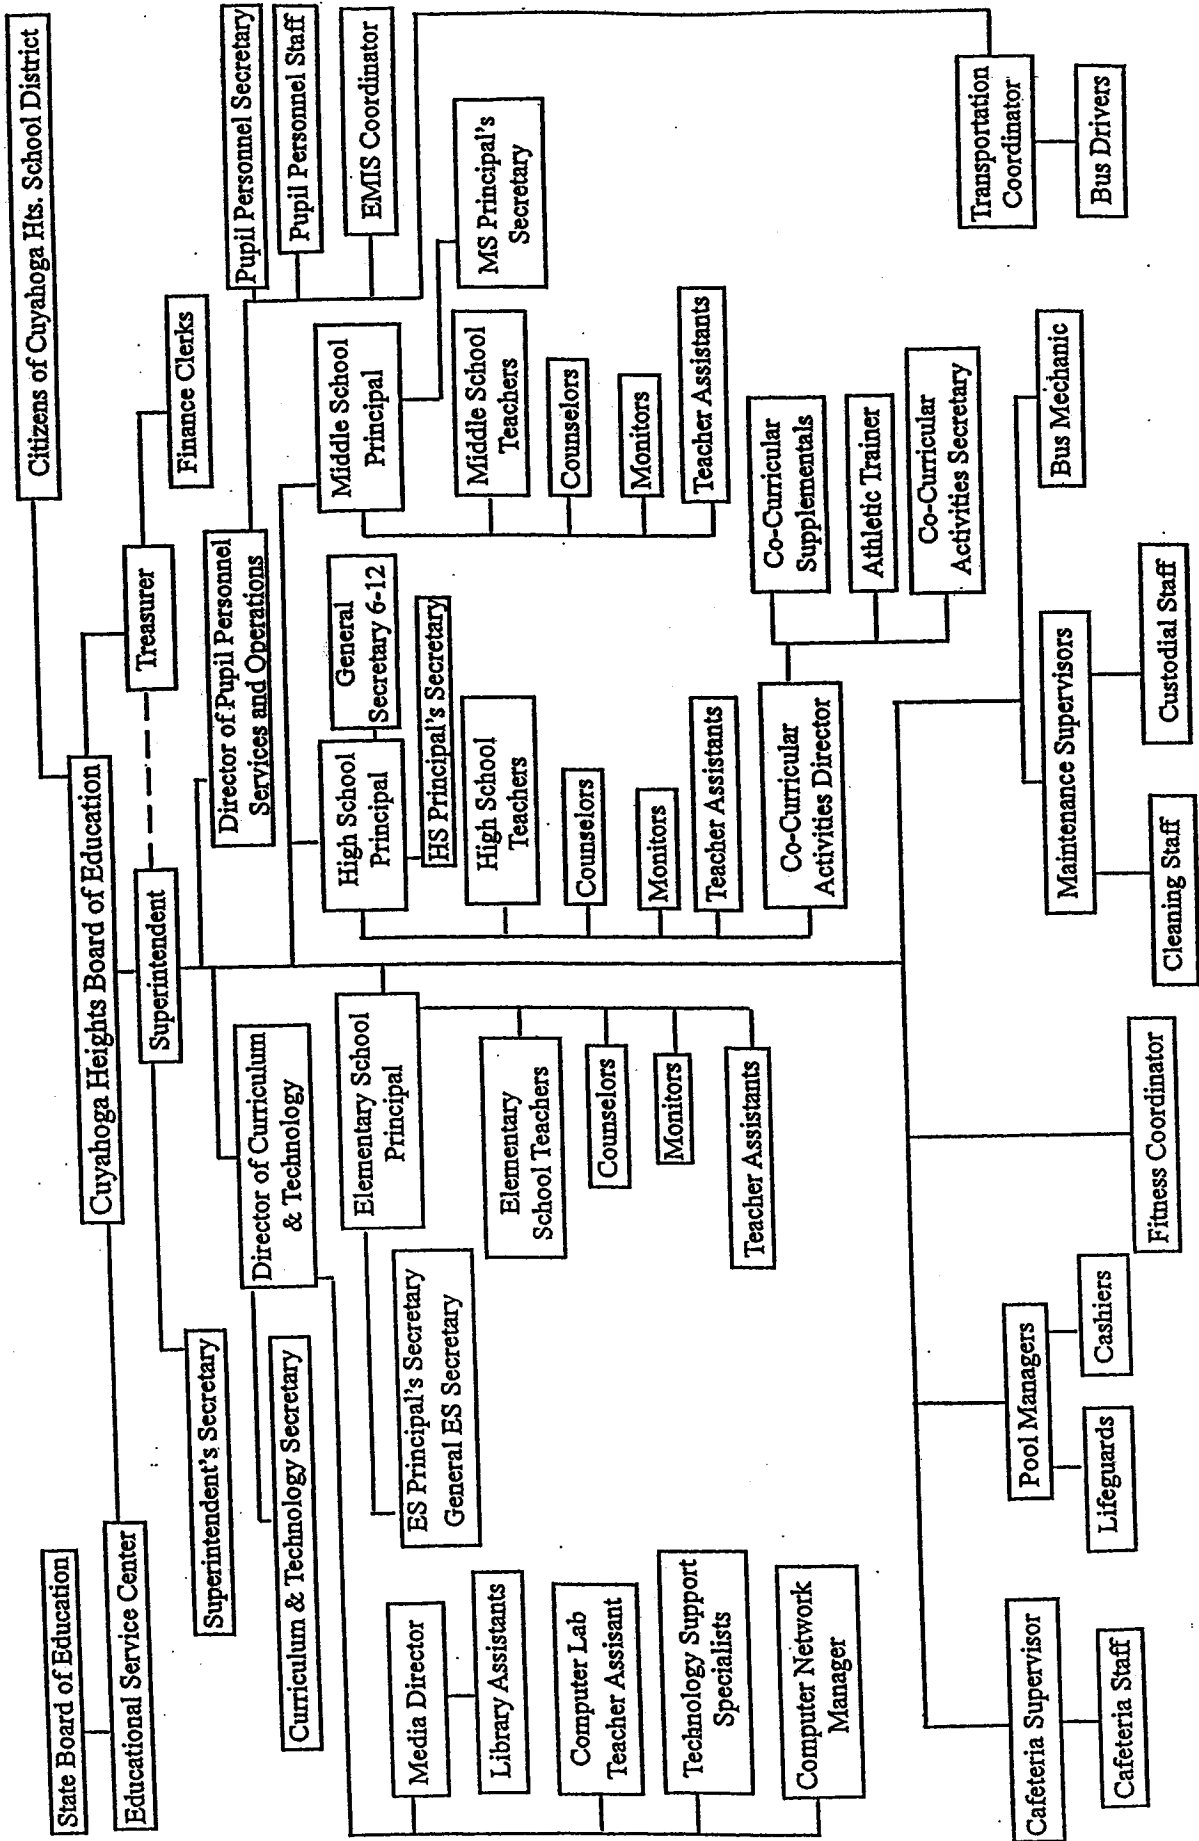 Citizens of Cuyahoga Hts. School District
State Board of Education
Educational Service Center
Cuyahoga Heights Board of Education
Superintendent
Treasurer
Finance Clerks
Superintendent's Secretary
Director of Pupil Personnel
Services and Operations
Pupil Personnel Secretary
Pupil Personnel Staff
EMIS Coordinator
Director of Curriculum
& Technology
Curriculum & Technology Secretary
Elementary School
Principal
ES Principal's Secretary
General ES Secretary
High School
Principal
General
Secretary 6-12
HS Principal's Secretary
Middle School
Principal
MS Principal's
Secretary
Media Director
Library Assistants
Computer Lab
Teacher Assisant
Technology Support
Specialists
Computer Network
Manager
Elementary
School Teachers
Counselors
Monitors
Teacher Assistants
High School
Teachers
Counselors
Monitors
Teacher Assistants
Co-Curricular
Activities Director
Middle School
Teachers
Counselors
Monitors
Teacher Assistants
Co-Curricular
Supplementals
Athletic Trainer
Co-Curricular
Activities Secretary
Transportation
Coordinator
Bus Drivers
Cafeteria Supervisor
Cafeteria Staff
Pool Managers
Lifeguards
Cashiers
Fitness Coordinator
Maintenance Supervisors
Cleaning Staff
Custodial Staff
Bus Mechanic